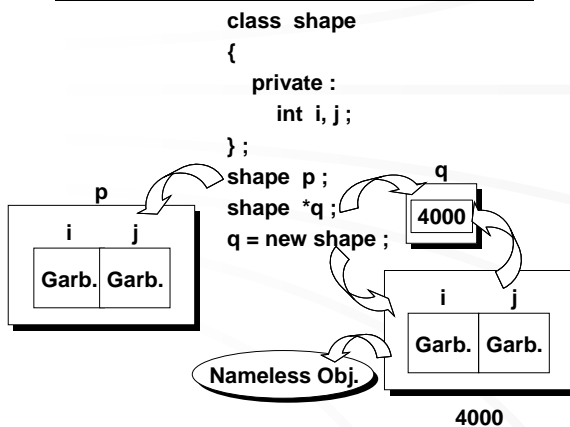 class shape
{
private :
int i, j ;
} ;
shape p ;
shape *q ;
q = new shape ;
p
i j
Garb. Garb.
q
4000
i j
Garb. Garb.
Nameless Obj.
4000